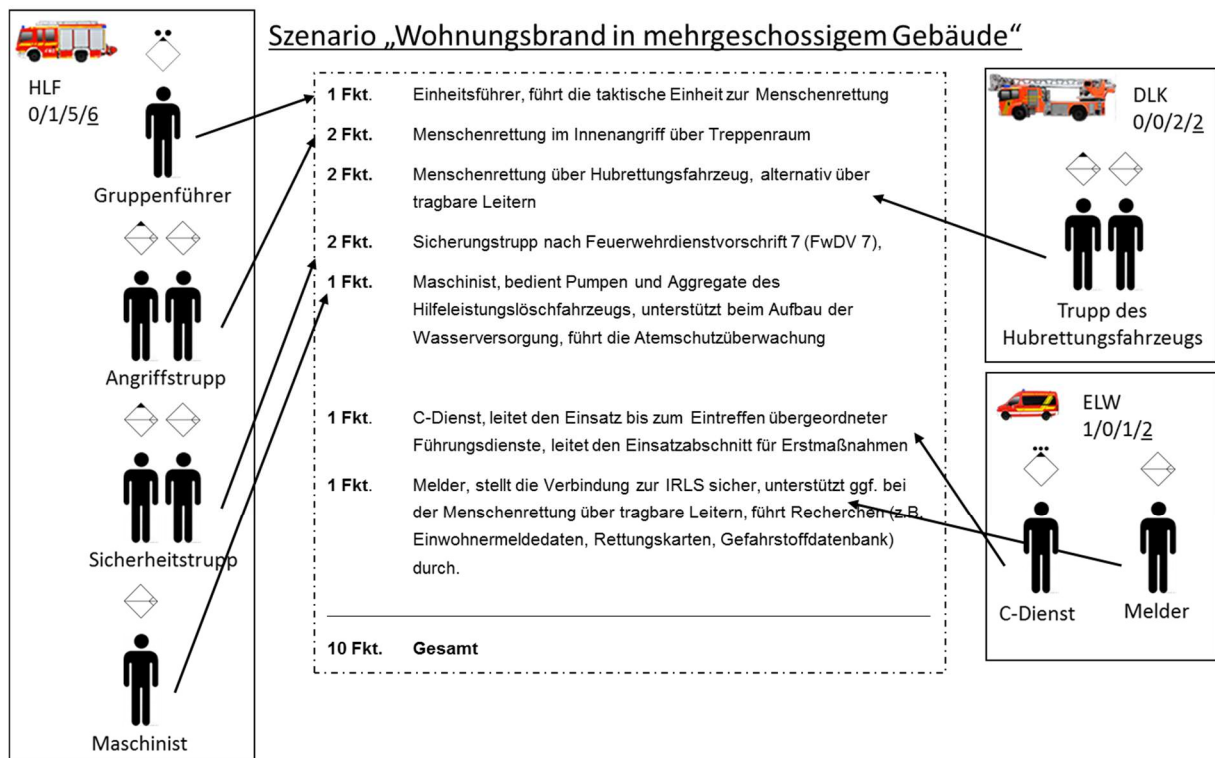 Szenario „Wohnungsbrand in mehrgeschossigem Gebäude“
HLF
0/1/5/6
Gruppenführer
Angriffstrupp
Sicherheitstrupp
Maschinist
1 Fkt. Einheitsführer, führt die taktische Einheit zur Menschenrettung
2 Fkt. Menschenrettung im Innenangriff über Treppenraum
2 Fkt. Menschenrettung über Hubrettungsfahrzeug, alternativ über
tragbare Leitern
2 Fkt. Sicherungstrupp nach Feuerwehrdienstvorschrift 7 (FwDV 7),
1 Fkt. Maschinist, bedient Pumpen und Aggregate des
Hilfeleistungslöschfahrzeugs, unterstützt beim Aufbau der
Wasserversorgung, führt die Atemschutzüberwachung
1 Fkt. C-Dienst, leitet den Einsatz bis zum Eintreffen übergeordneter
Führungsdienste, leitet den Einsatzabschnitt für Erstmaßnahmen
1 Fkt. Melder, stellt die Verbindung zur IRLS sicher, unterstützt ggf. bei
der Menschenrettung über tragbare Leitern, führt Recherchen (z.B.
Einwohnermeldedaten, Rettungskarten, Gefahrstoffdatenbank)
durch.
10 Fkt. Gesamt
DLK
0/0/2/2
Trupp des
Hubrettungsfahrzeugs
ELW
1/0/1/2
C-Dienst
Melder